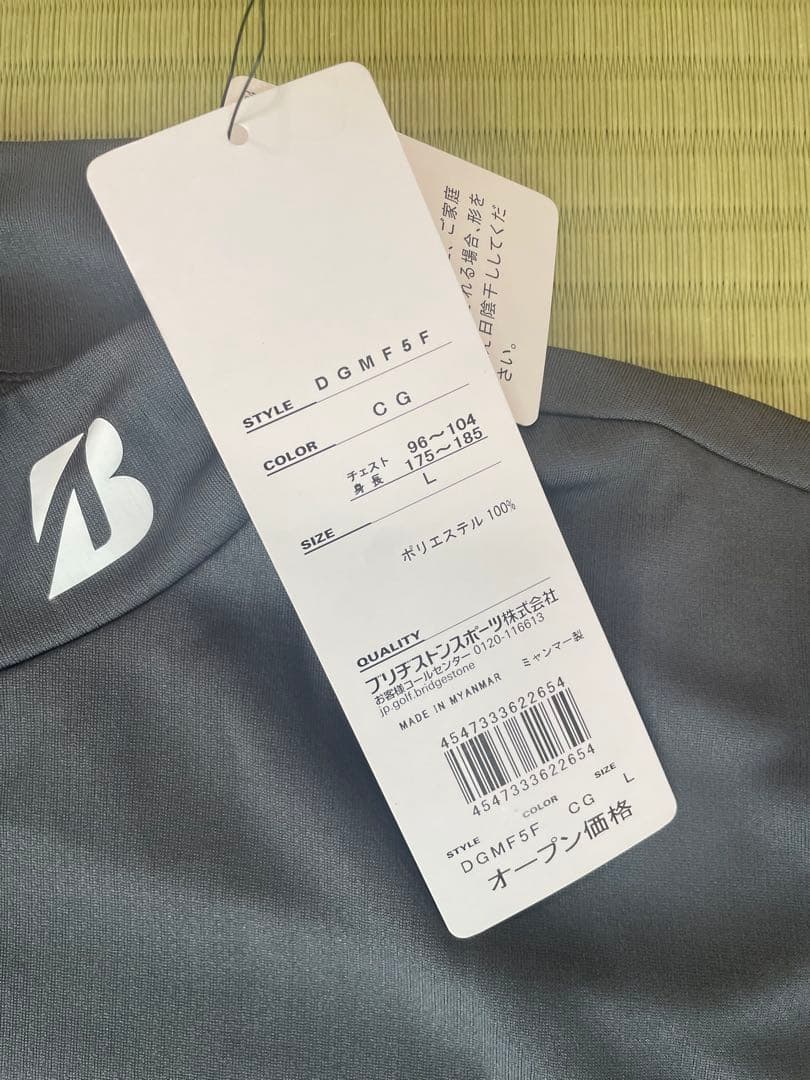 STYLE DGMF5F
COLOR CG
チェスト 96～104
身長 175～185
SIZE L
ポリエステル 100%
QUALITY
ブリヂストンスポーツ株式会社
お客様コールセンター 0120-116613
jp.golf.bridgestone
MADE IN MYANMAR ミャンマー製
4547333622654
4547333622654
STYLE COLOR SIZE
DGMF5F CG L
オープン価格
、ご家庭
れる場合、形を
日陰干ししてくだ
さい。
B